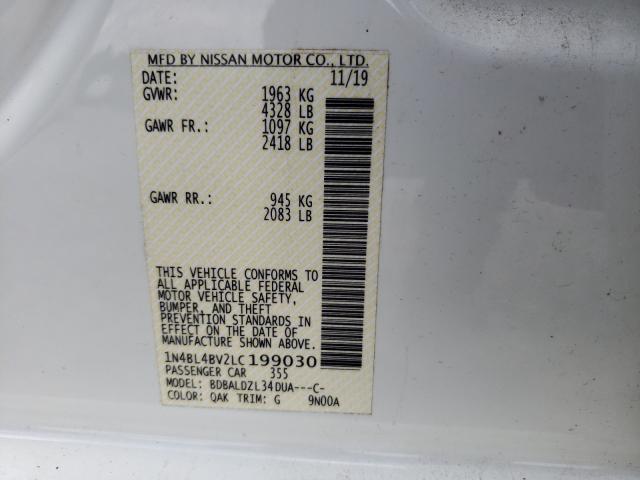 MFD BY NISSAN MOTOR CO., LTD.
DATE: 11/19
GVWR: 1963 KG
4328 LB
GAWR FR.: 1097 KG
2418 LB
GAWR RR.: 945 KG
2083 LB
THIS VEHICLE CONFORMS TO
ALL APPLICABLE FEDERAL
MOTOR VEHICLE SAFETY,
BUMPER, AND THEFT
PREVENTION STANDARDS IN
EFFECT ON THE DATE OF
MANUFACTURE SHOWN ABOVE.
1N4BL4BV2LC199030
PASSENGER CAR 355
MODEL: BDBALDZL34DUA---C-
COLOR: QAK TRIM: G 9N00A